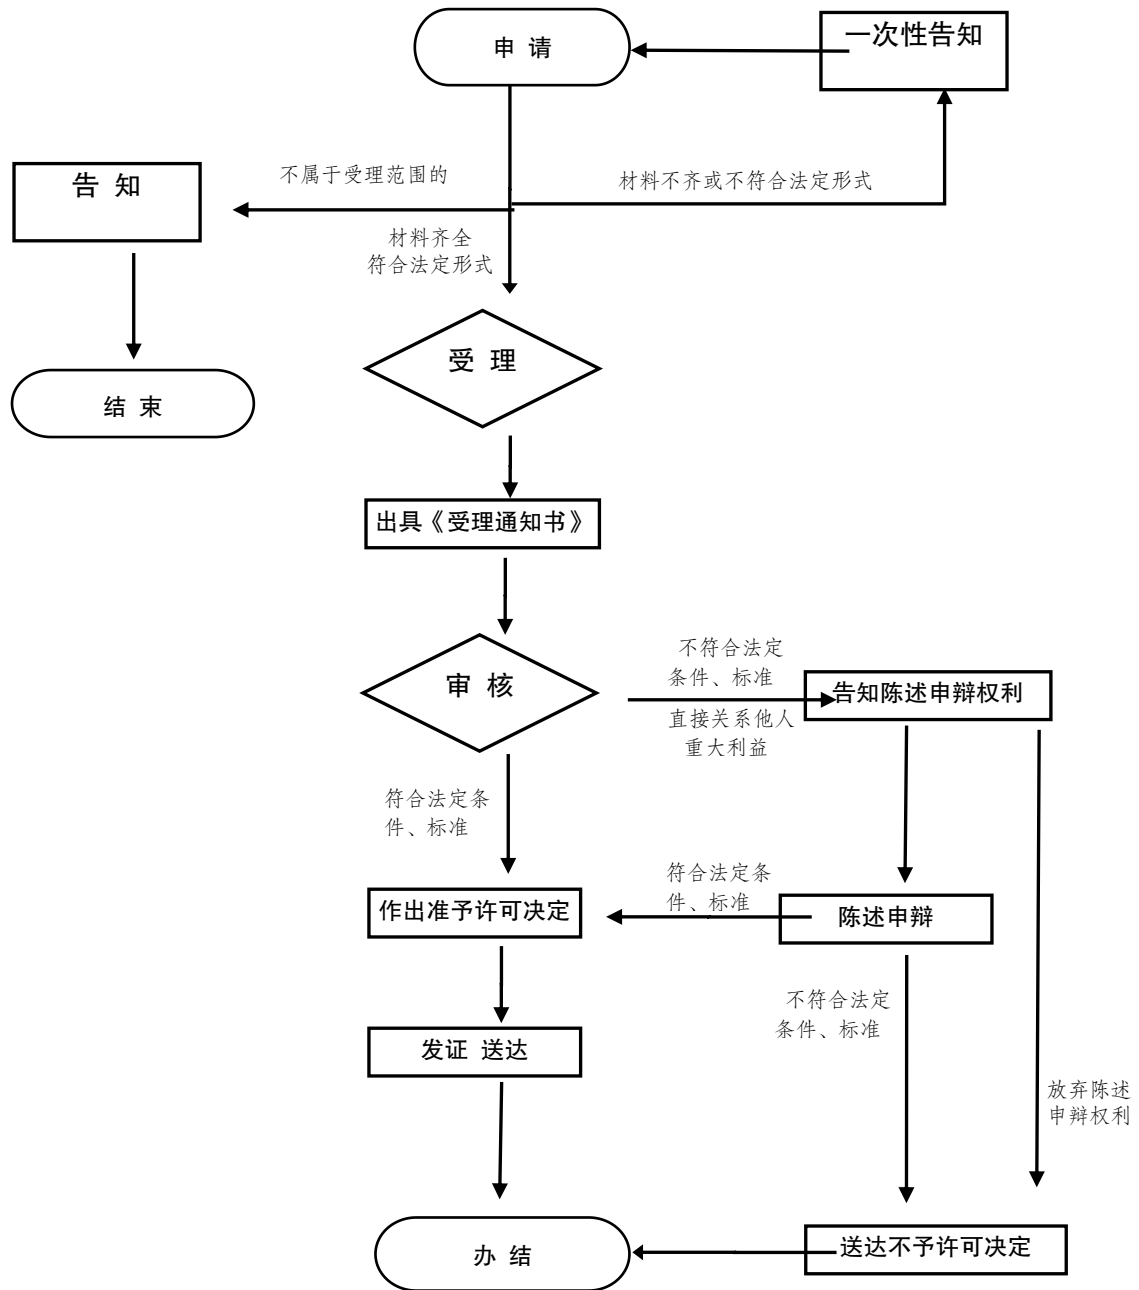 申 请
一次性告知
告 知
不属于受理范围的
材料不齐或不符合法定形式
材料齐全
符合法定形式
受 理
结 束
出具《受理通知书》
审 核
不符合法定
条件、标准
直接关系他人
重大利益
告知陈述申辩权利
符合法定条
件、标准
符合法定条
件、标准
作出准予许可决定
陈述申辩
不符合法定
条件、标准
发证 送达
放弃陈述
申辩权利
办 结
送达不予许可决定